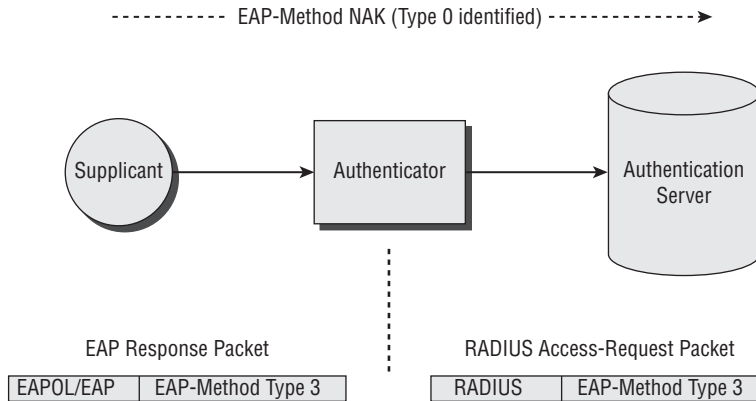 EAP-Method NAK (Type 0 identified)
Supplicant
Authenticator
Authentication
Server
EAP Response Packet
RADIUS Access-Request Packet
EAPOL/EAP
EAP-Method Type 3
RADIUS
EAP-Method Type 3